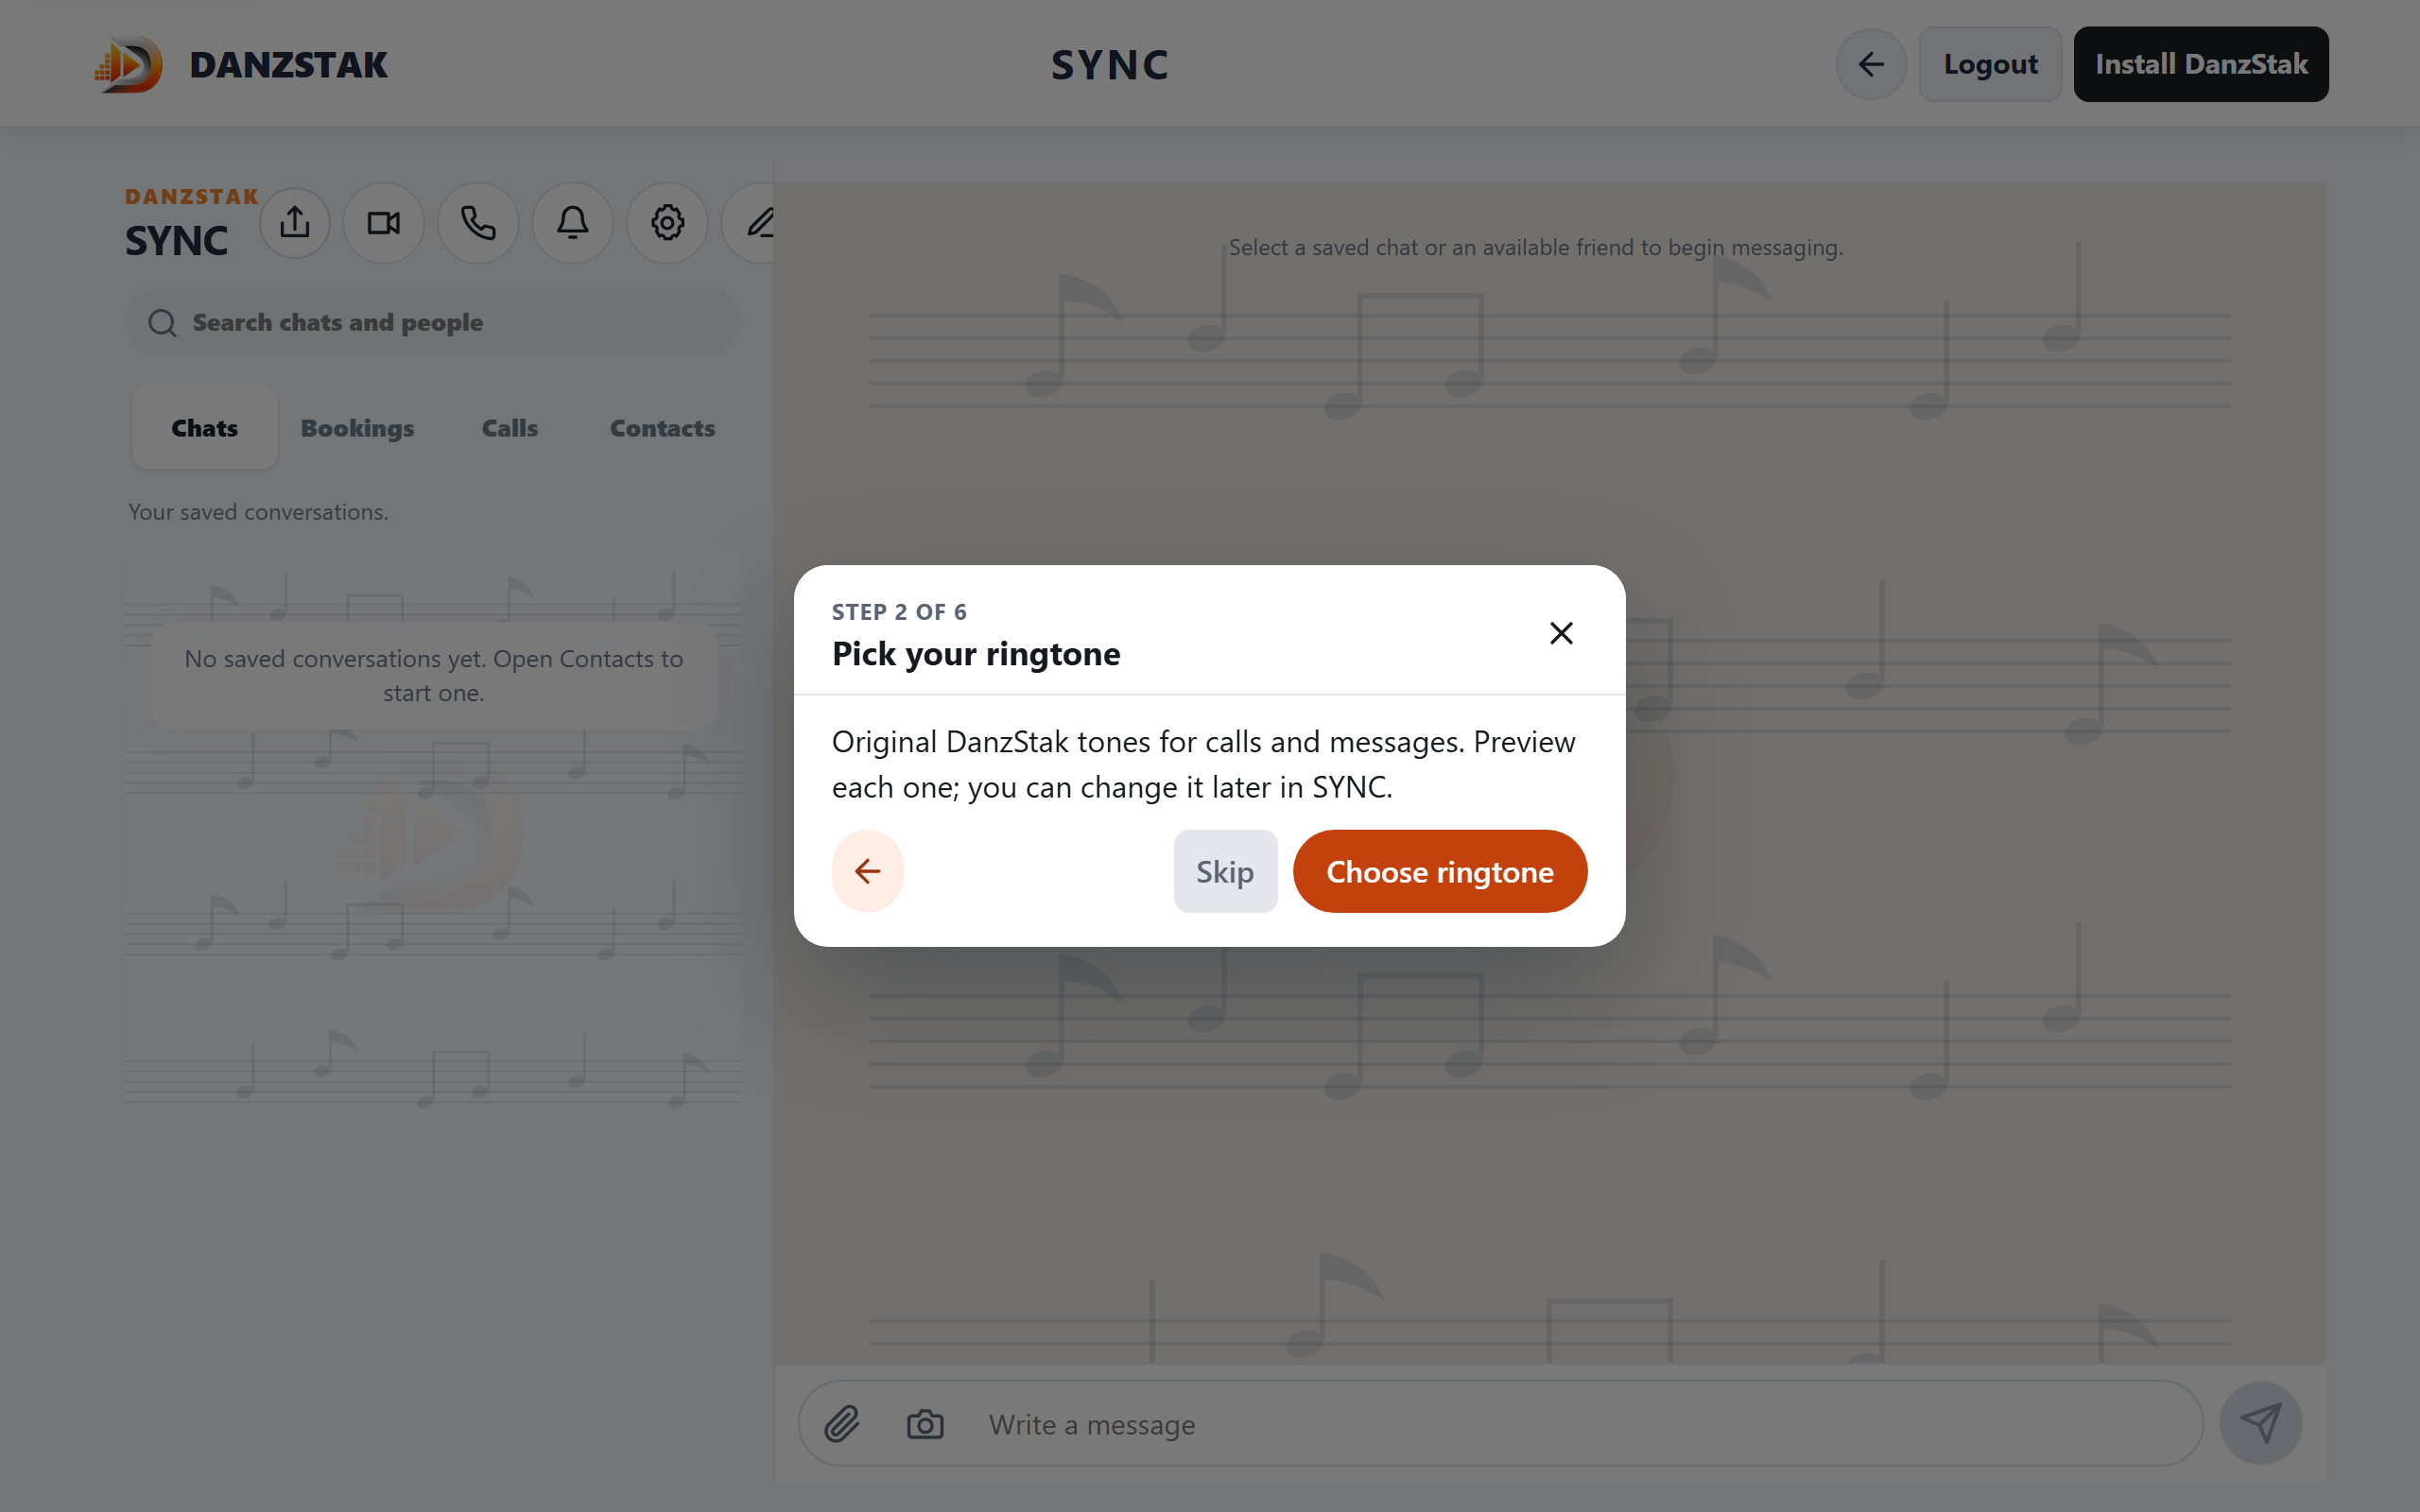 DANZSTAK
SYNC
Logout
Install DanzStak
DANZSTAK
SYNC
Search chats and people
Chats
Bookings
Calls
Contacts
Your saved conversations.
No saved conversations yet. Open Contacts to
start one.
Select a saved chat or an available friend to begin messaging.
STEP 2 OF 6
Pick your ringtone
Original DanzStak tones for calls and messages. Preview
each one; you can change it later in SYNC.
Skip
Choose ringtone
Write a message